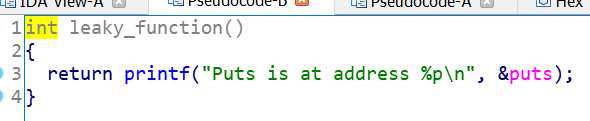 IDA View-A Pseudocode-B Pseudocode-A Hex
1 int leaky_function()
2 {
3 return printf("Puts is at address %p\n", &puts);
4 }